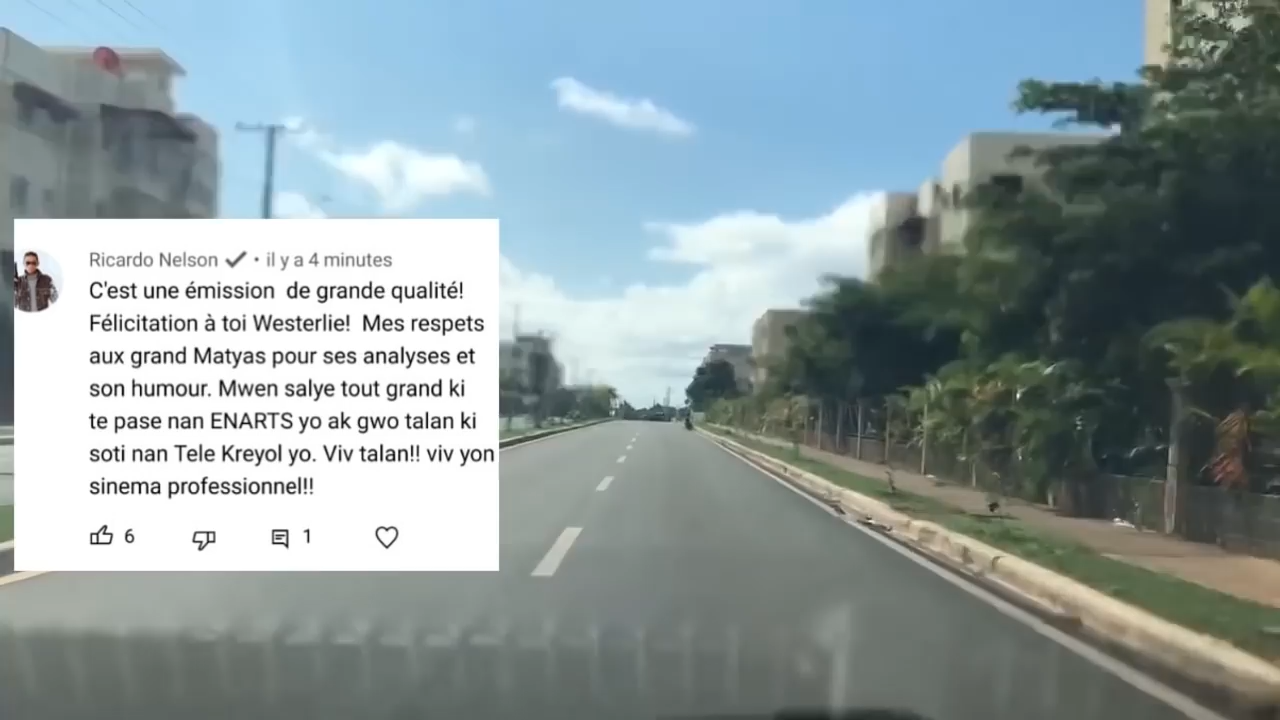 Ricardo Nelson ✔ • il y a 4 minutes
C'est une émission de grande qualité!
Félicitation à toi Westerlie! Mes respets
aux grand Matyas pour ses analyses et
son humour. Mwen salye tout grand ki
te pase nan ENARTS yo ak gwo talan ki
soti nan Tele Kreyol yo. Viv talan!! viv yon
sinema professionnel!!
6 1